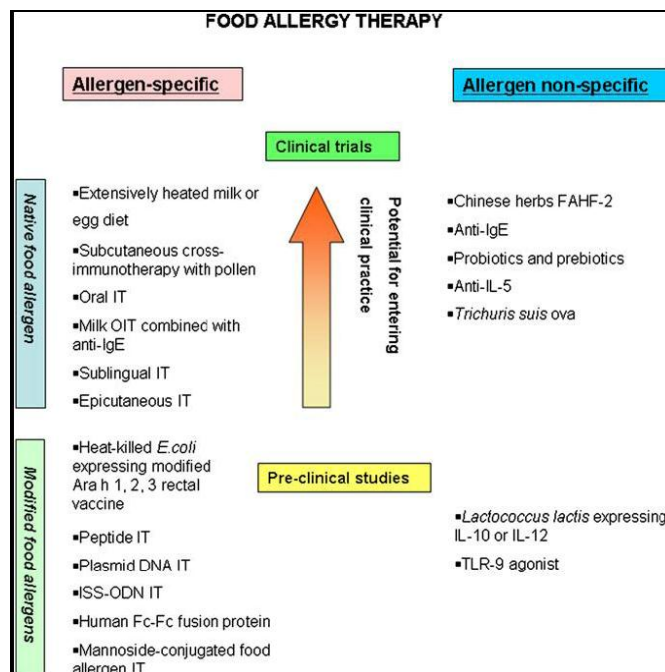 FOOD ALLERGY THERAPY
Allergen-specific
Allergen non-specific
Clinical trials
Native food allergen
▪Extensively heated milk or
egg diet
▪Subcutaneous cross-
immunotherapy with pollen
▪Oral IT
▪Milk OIT combined with
anti-IgE
▪Sublingual IT
▪Epicutaneous IT
Potential for entering
clinical practice
▪Chinese herbs FAHF-2
▪Anti-IgE
▪Probiotics and prebiotics
▪Anti-IL-5
▪Trichuris suis ova
Modified food allergens
▪Heat-killed E.coli
expressing modified
Ara h 1, 2, 3 rectal
vaccine
▪Peptide IT
▪Plasmid DNA IT
▪ISS-ODN IT
▪Human Fc-Fc fusion protein
▪Mannoside-conjugated food
allergen IT
Pre-clinical studies
▪Lactococcus lactis expressing
IL-10 or IL-12
▪TLR-9 agonist